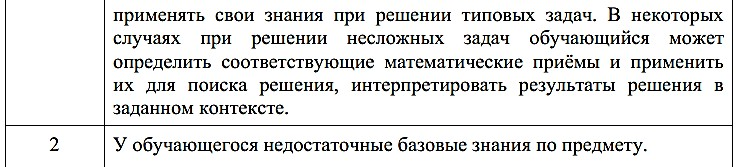 применять свои знания при решении типовых задач. В некоторых
случаях при решении несложных задач обучающийся может
определить соответствующие математические приёмы и применить
их для поиска решения, интерпретировать результаты решения в
заданном контексте.
2 У обучающегося недостаточные базовые знания по предмету.